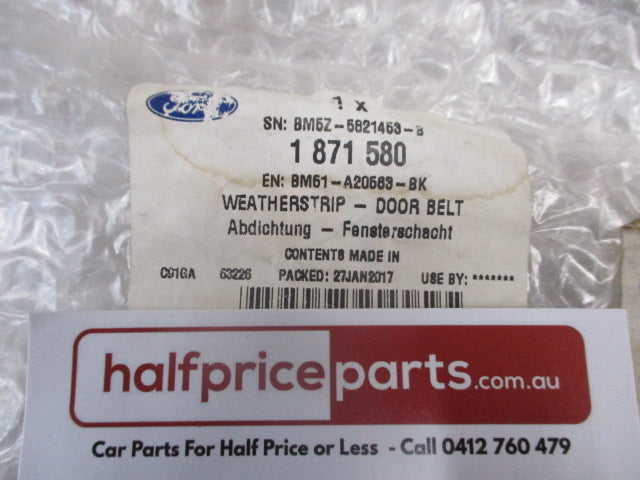 Ford
1 x
SN: BM5Z-5821453-B
1 871 580
EN: BM51-A20563-BK
WEATHERSTRIP - DOOR BELT
Abdichtung - Fensterschacht
CONTENTS MADE IN
C01GA 63226 PACKED: 27JAN2017 USE BY: *******
halfpriceparts.com.au
Car Parts For Half Price or Less - Call 0412 760 479